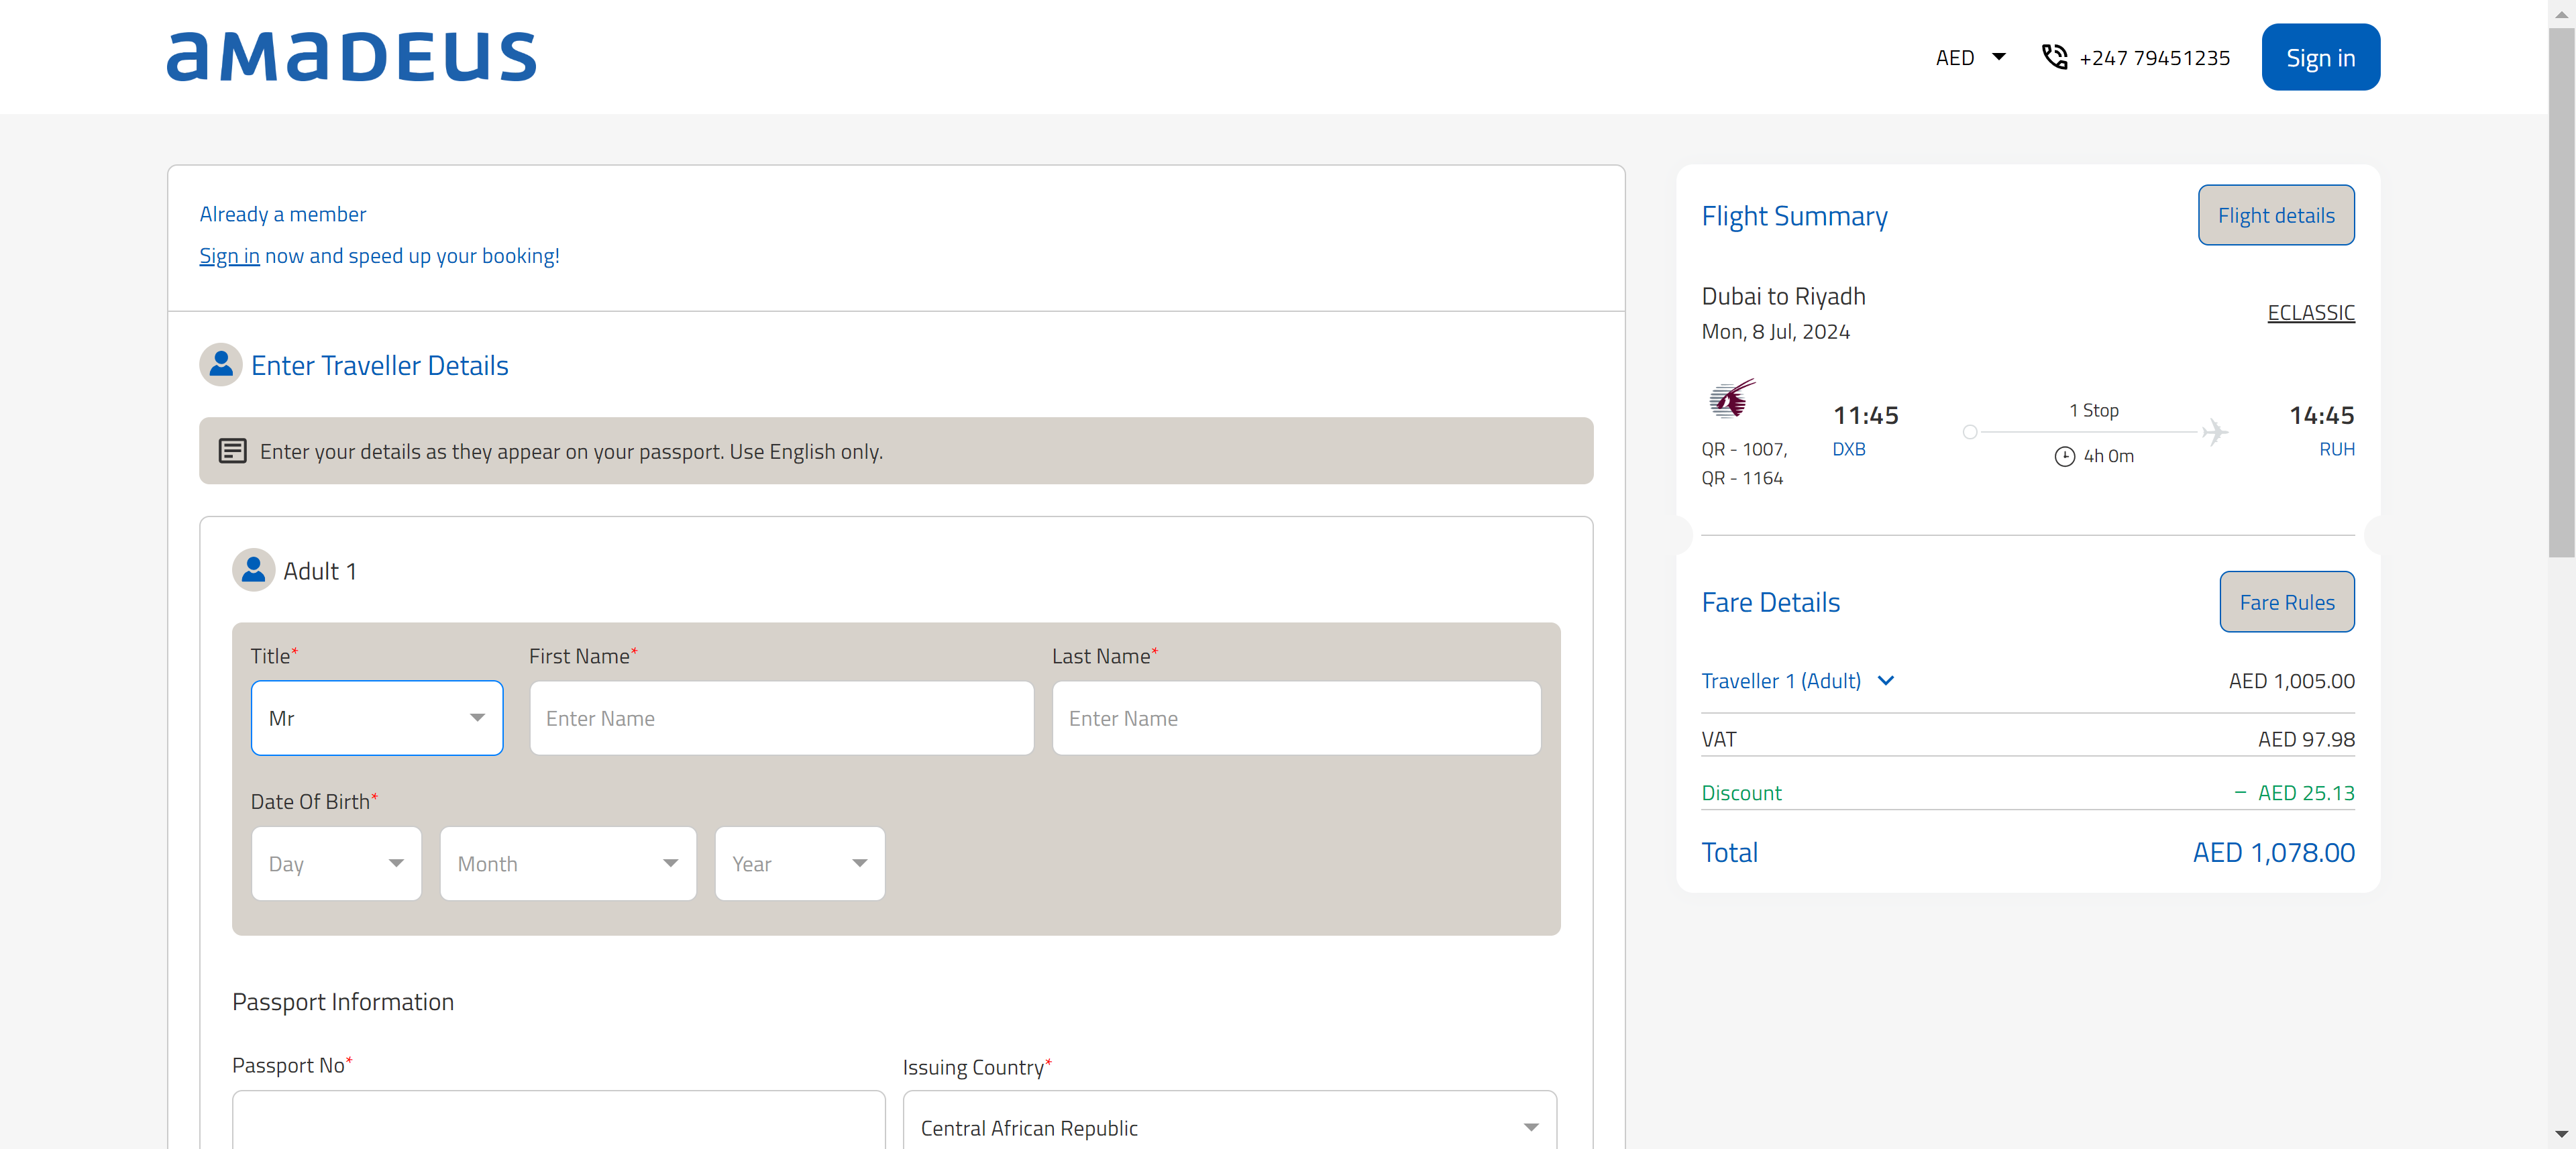 aMaDEUS
AED
+247 79451235
Sign in
Already a member
Sign in now and speed up your booking!
Enter Traveller Details
Enter your details as they appear on your passport. Use English only.
Adult 1
Title*
First Name*
Last Name*
Mr
Enter Name
Enter Name
Date Of Birth*
Day
Month
Year
Passport Information
Passport No*
Issuing Country*
Central African Republic
Flight Summary
Flight details
Dubai to Riyadh
Mon, 8 Jul, 2024
ECLASSIC
QR - 1007,
QR - 1164
11:45
DXB
1 Stop
4h 0m
14:45
RUH
Fare Details
Fare Rules
Traveller 1 (Adult)
AED 1,005.00
VAT
AED 97.98
Discount
− AED 25.13
Total
AED 1,078.00